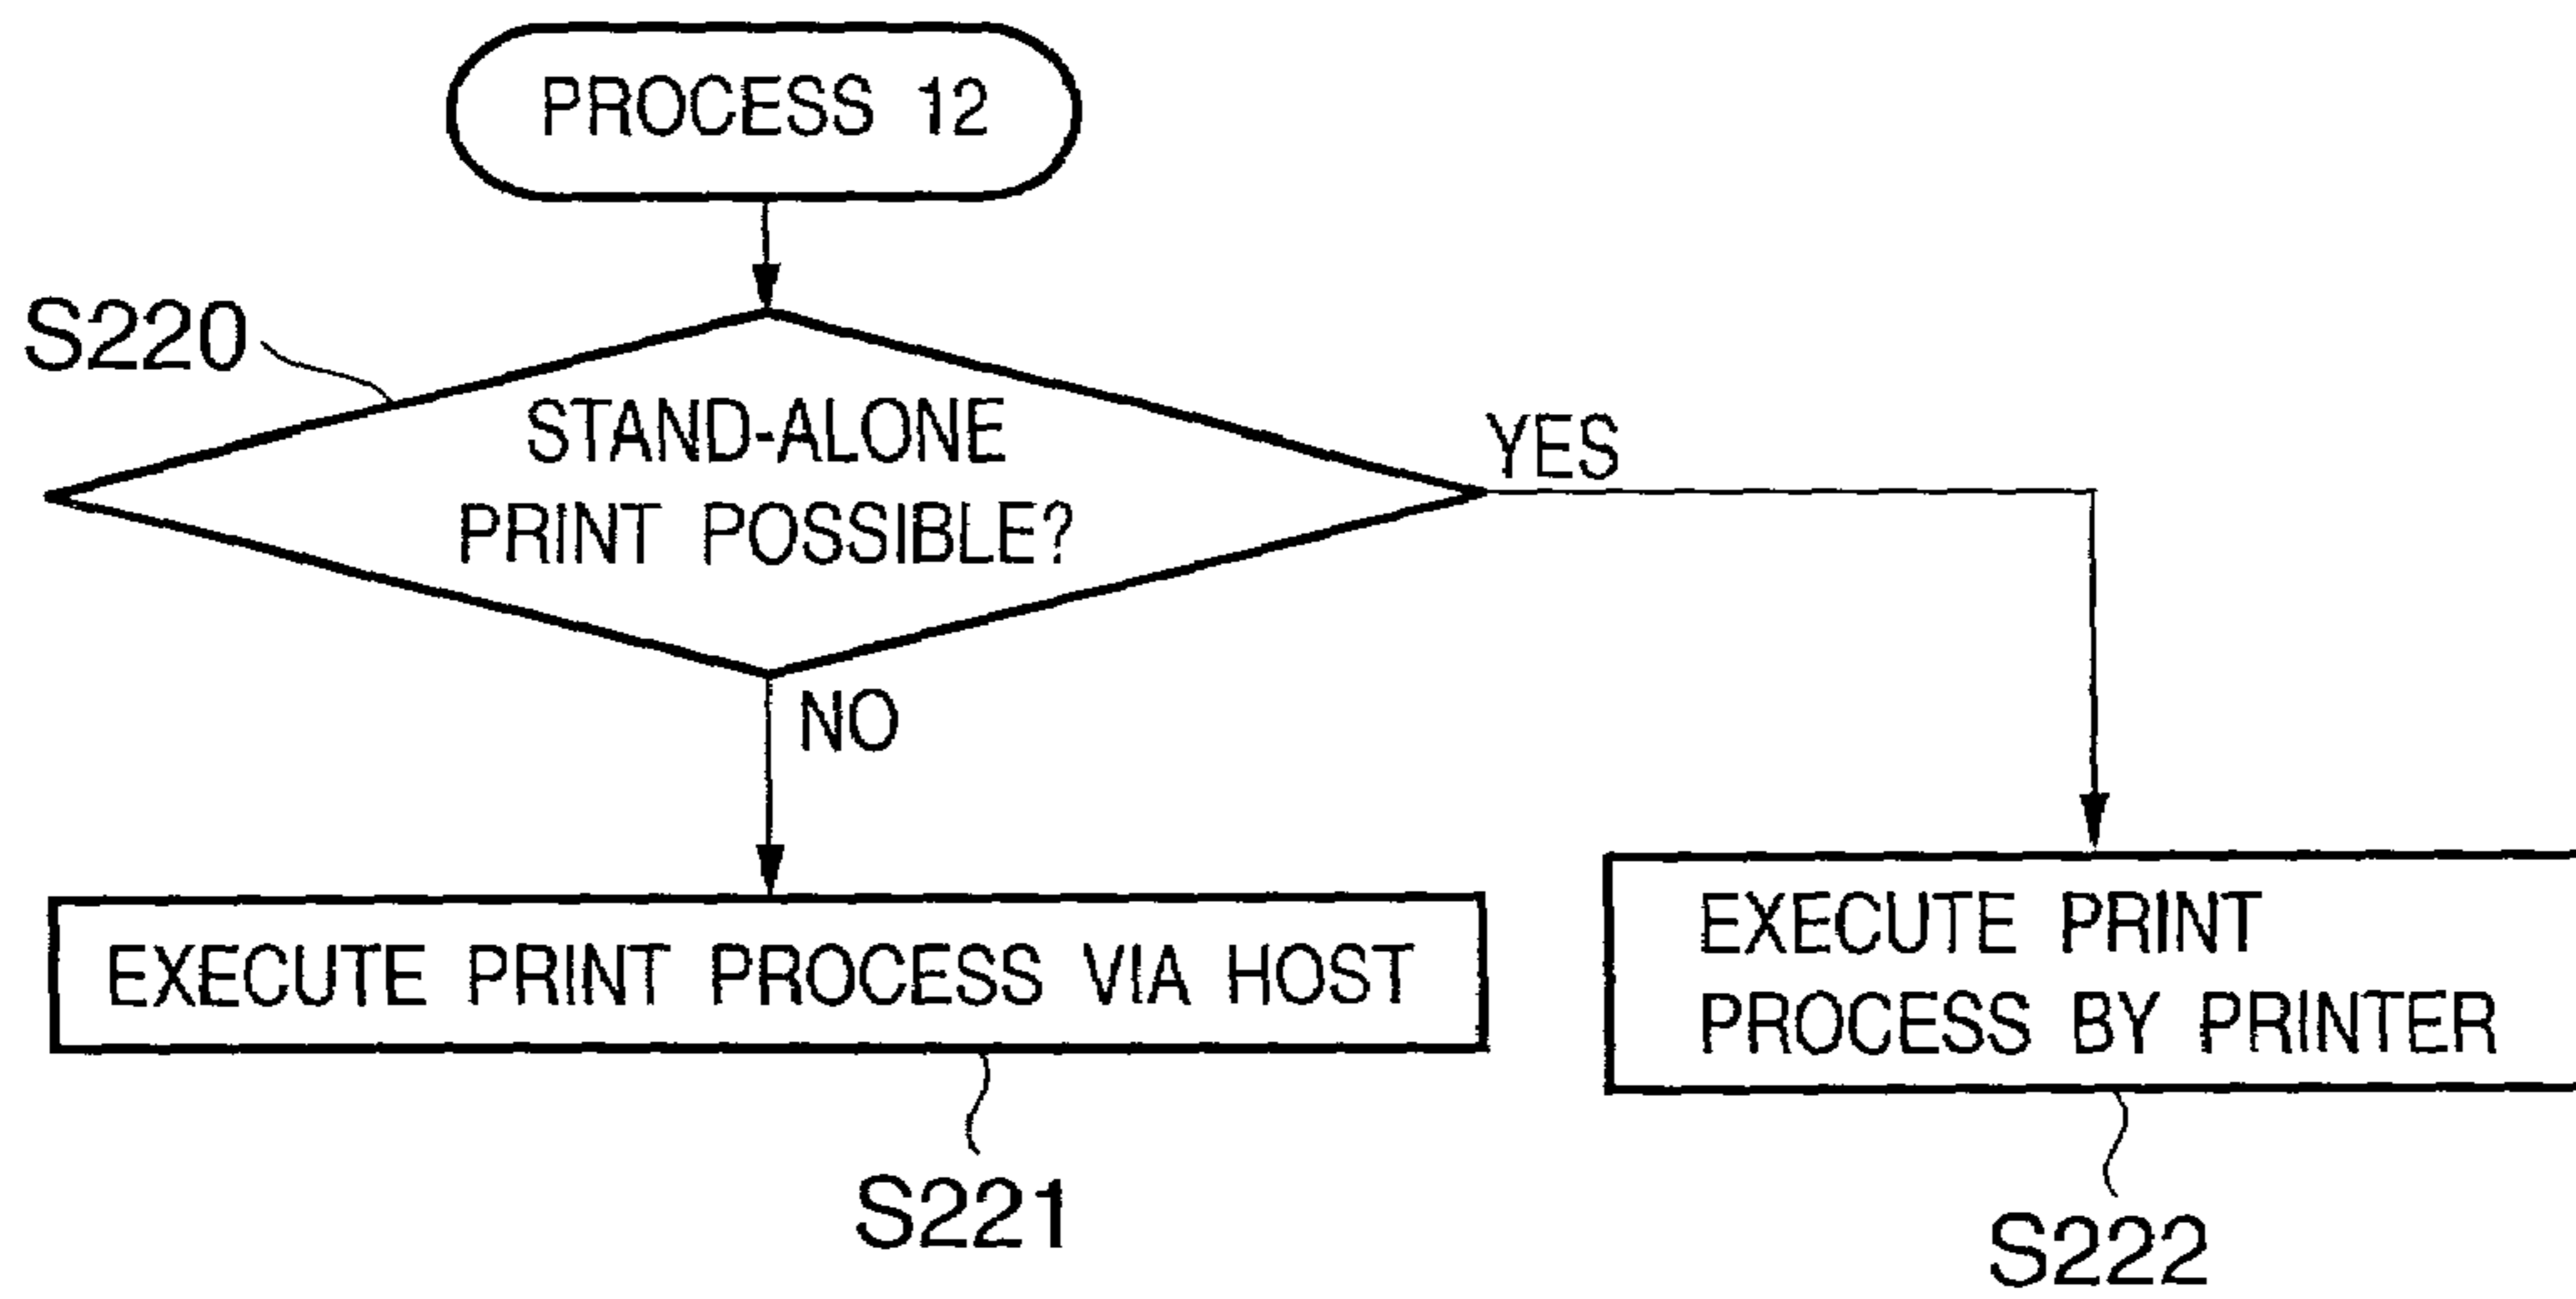 PROCESS 12
S220
STAND-ALONE
PRINT POSSIBLE?
YES
NO
EXECUTE PRINT PROCESS VIA HOST
S221
EXECUTE PRINT
PROCESS BY PRINTER
S222